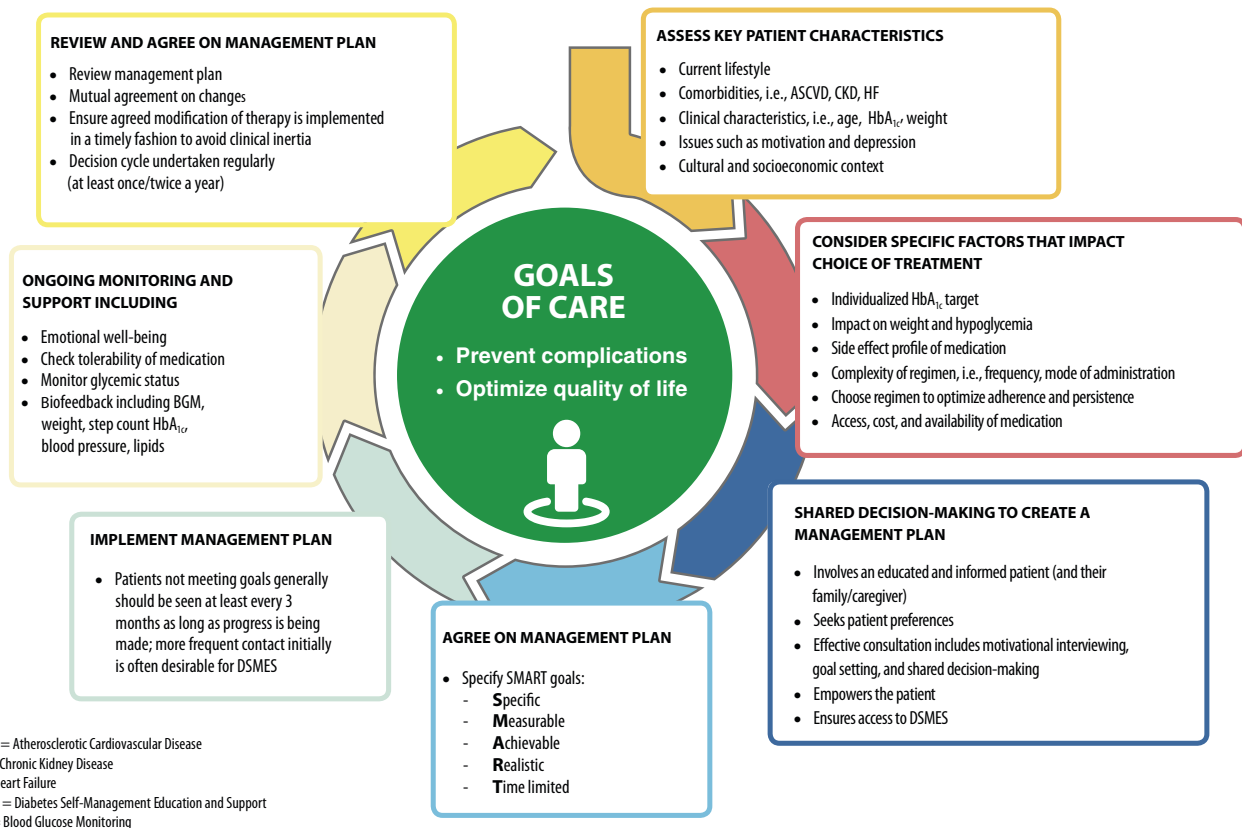 REVIEW AND AGREE ON MANAGEMENT PLAN
• Review management plan
• Mutual agreement on changes
• Ensure agreed modification of therapy is implemented
in a timely fashion to avoid clinical inertia
• Decision cycle undertaken regularly
(at least once/twice a year)
ASSESS KEY PATIENT CHARACTERISTICS
• Current lifestyle
• Comorbidities, i.e., ASCVD, CKD, HF
• Clinical characteristics, i.e., age, HbA1c, weight
• Issues such as motivation and depression
• Cultural and socioeconomic context
CONSIDER SPECIFIC FACTORS THAT IMPACT
CHOICE OF TREATMENT
• Individualized HbA1c target
• Impact on weight and hypoglycemia
• Side effect profile of medication
• Complexity of regimen, i.e., frequency, mode of administration
• Choose regimen to optimize adherence and persistence
• Access, cost, and availability of medication
SHARED DECISION-MAKING TO CREATE A
MANAGEMENT PLAN
• Involves an educated and informed patient (and their
family/caregiver)
• Seeks patient preferences
• Effective consultation includes motivational interviewing,
goal setting, and shared decision-making
• Empowers the patient
• Ensures access to DSMES
AGREE ON MANAGEMENT PLAN
• Specify SMART goals:
- Specific
- Measurable
- Achievable
- Realistic
- Time limited
IMPLEMENT MANAGEMENT PLAN
• Patients not meeting goals generally
should be seen at least every 3
months as long as progress is being
made; more frequent contact initially
is often desirable for DSMES
ONGOING MONITORING AND
SUPPORT INCLUDING
• Emotional well-being
• Check tolerability of medication
• Monitor glycemic status
• Biofeedback including BGM,
weight, step count HbA1c,
blood pressure, lipids
GOALS
OF CARE
• Prevent complications
• Optimize quality of life
= Atherosclerotic Cardiovascular Disease
Chronic Kidney Disease
eart Failure
= Diabetes Self-Management Education and Support
Blood Glucose Monitoring